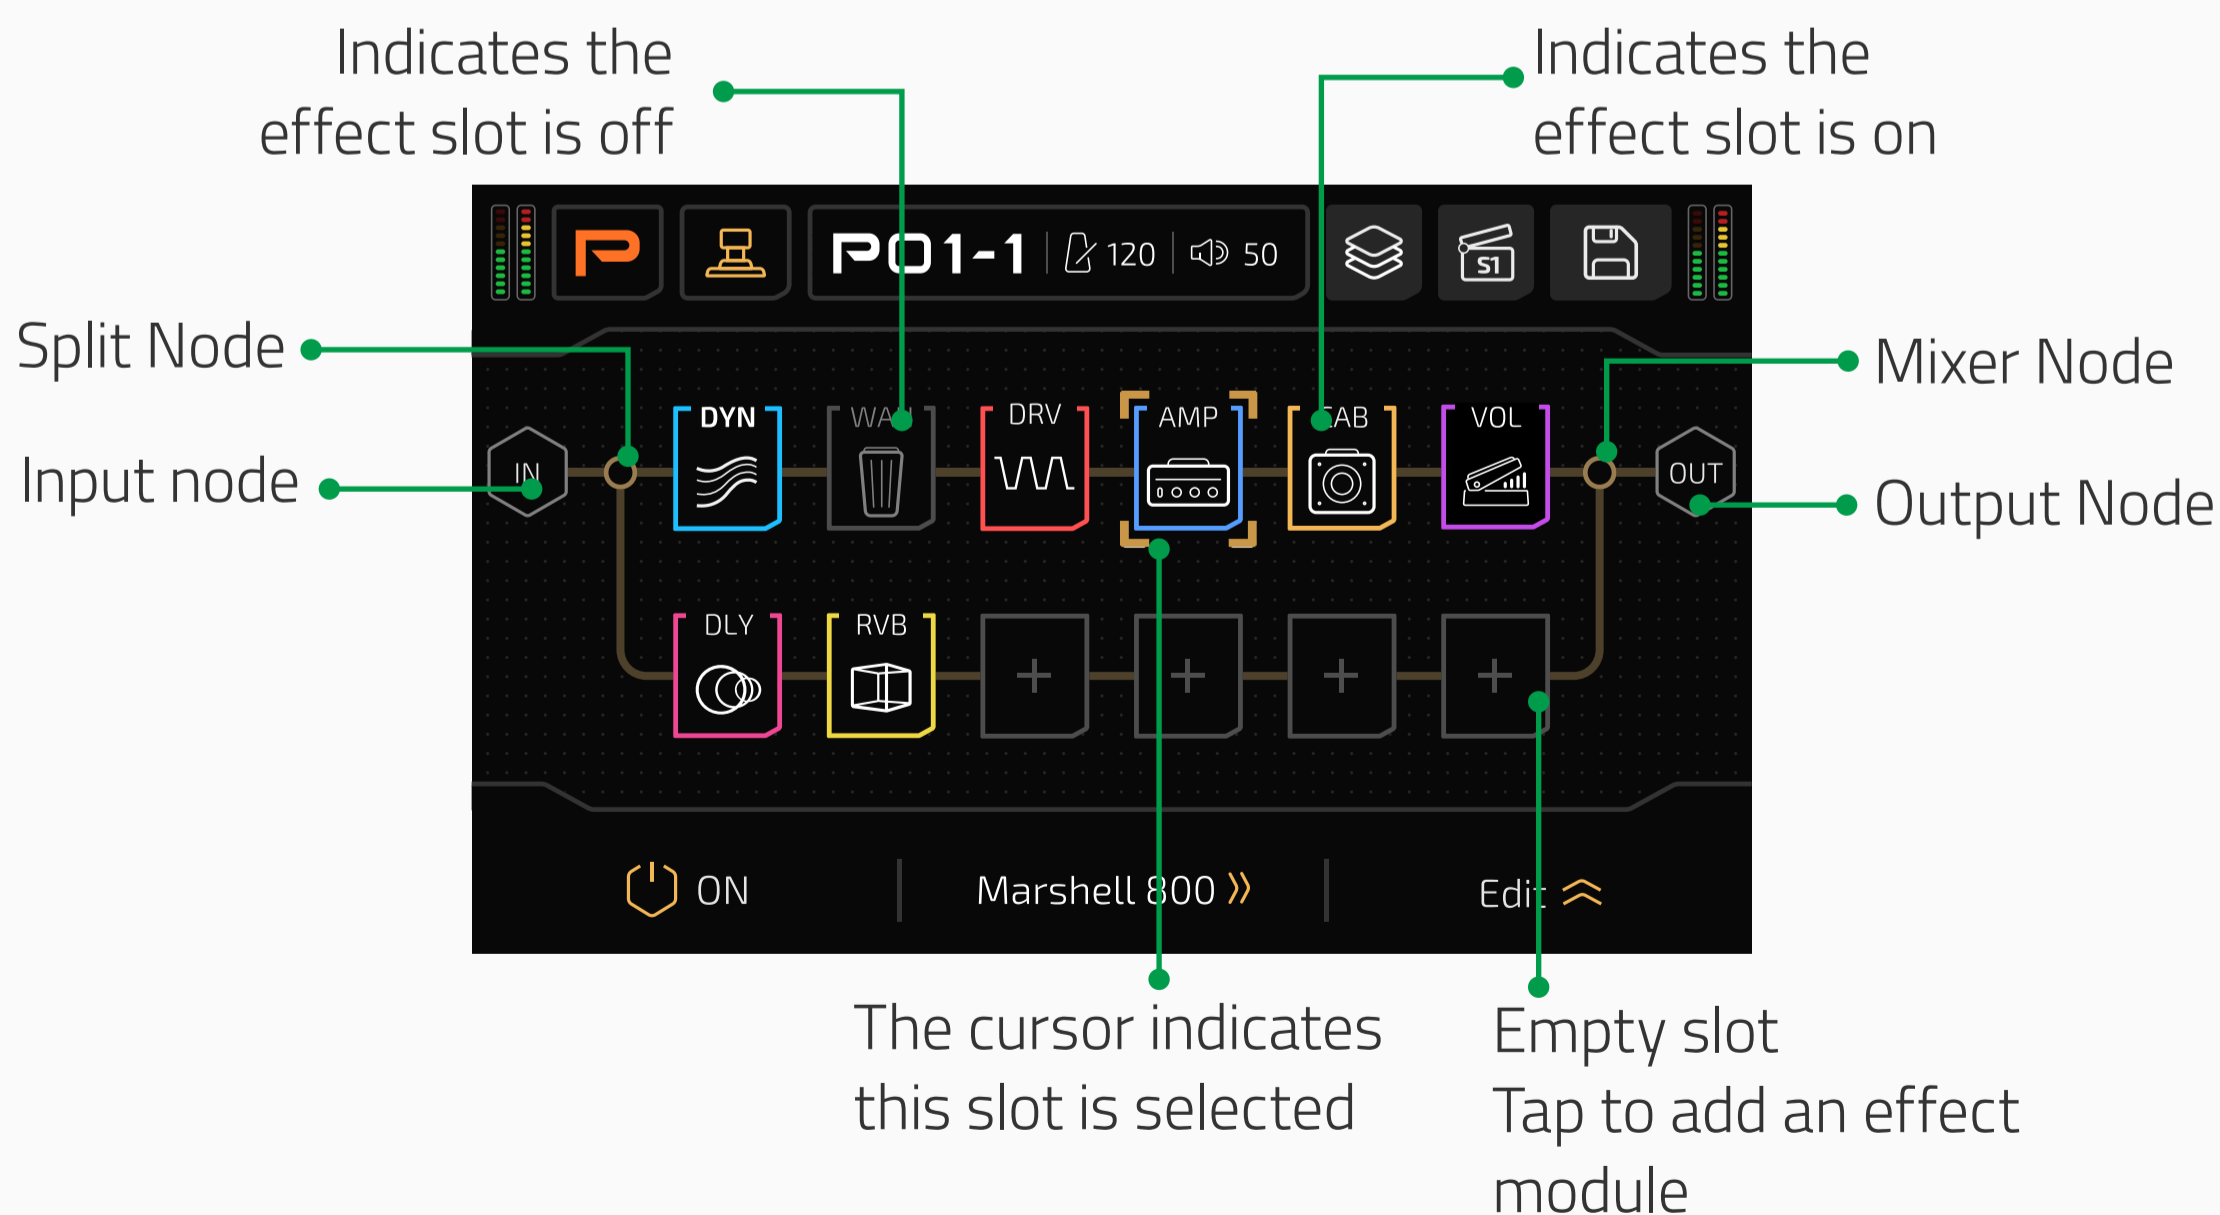 Indicates the
effect slot is off
Indicates the
effect slot is on
P01-1 120 50 S1
Split Node
Mixer Node
DYN WAH DRV AMP CAB VOL
Input node
IN
OUT
Output Node
DLY RVB
ON
Marshell 800
Edit
The cursor indicates
this slot is selected
Empty slot
Tap to add an effect
module